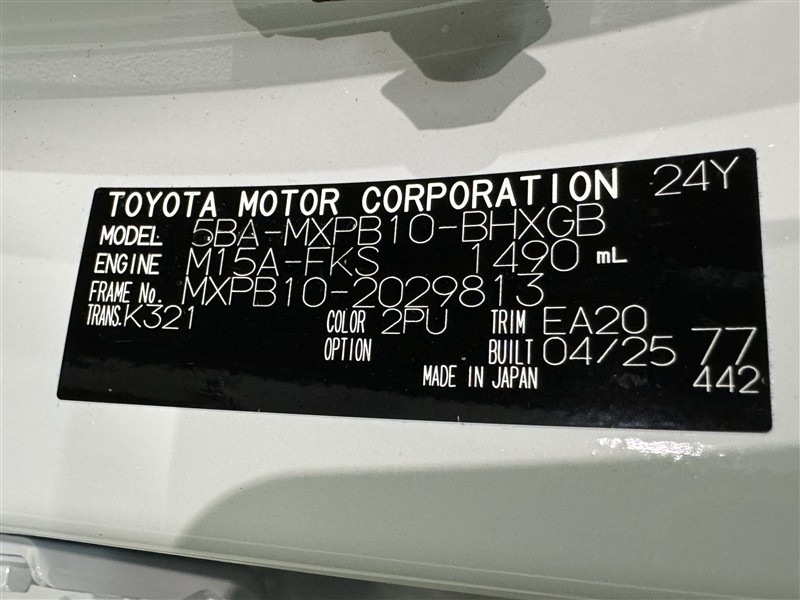 TOYOTA MOTOR CORPORATION 24Y
MODEL 5BA-MXPB10-BHXGB
ENGINE M15A-FKS 1490 mL
FRAME No. MXPB10-2029813
TRANS. K321 COLOR 2PU TRIM EA20
OPTION BUILT 04/25 77
MADE IN JAPAN 442